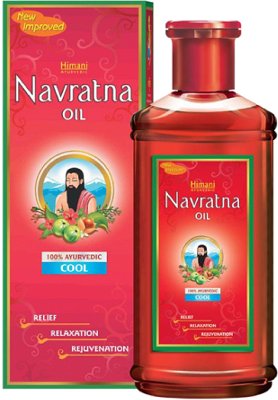 New
Improved
Himani
AYURVEDIC
Navratna
OIL
100% AYURVEDIC
COOL
RELIEF
RELAXATION
REJUVENATION
Himani
AYURVEDIC
Navratna
OIL
100% AYURVEDIC
COOL
RELIEF
RELAXATION
REJUVENATION